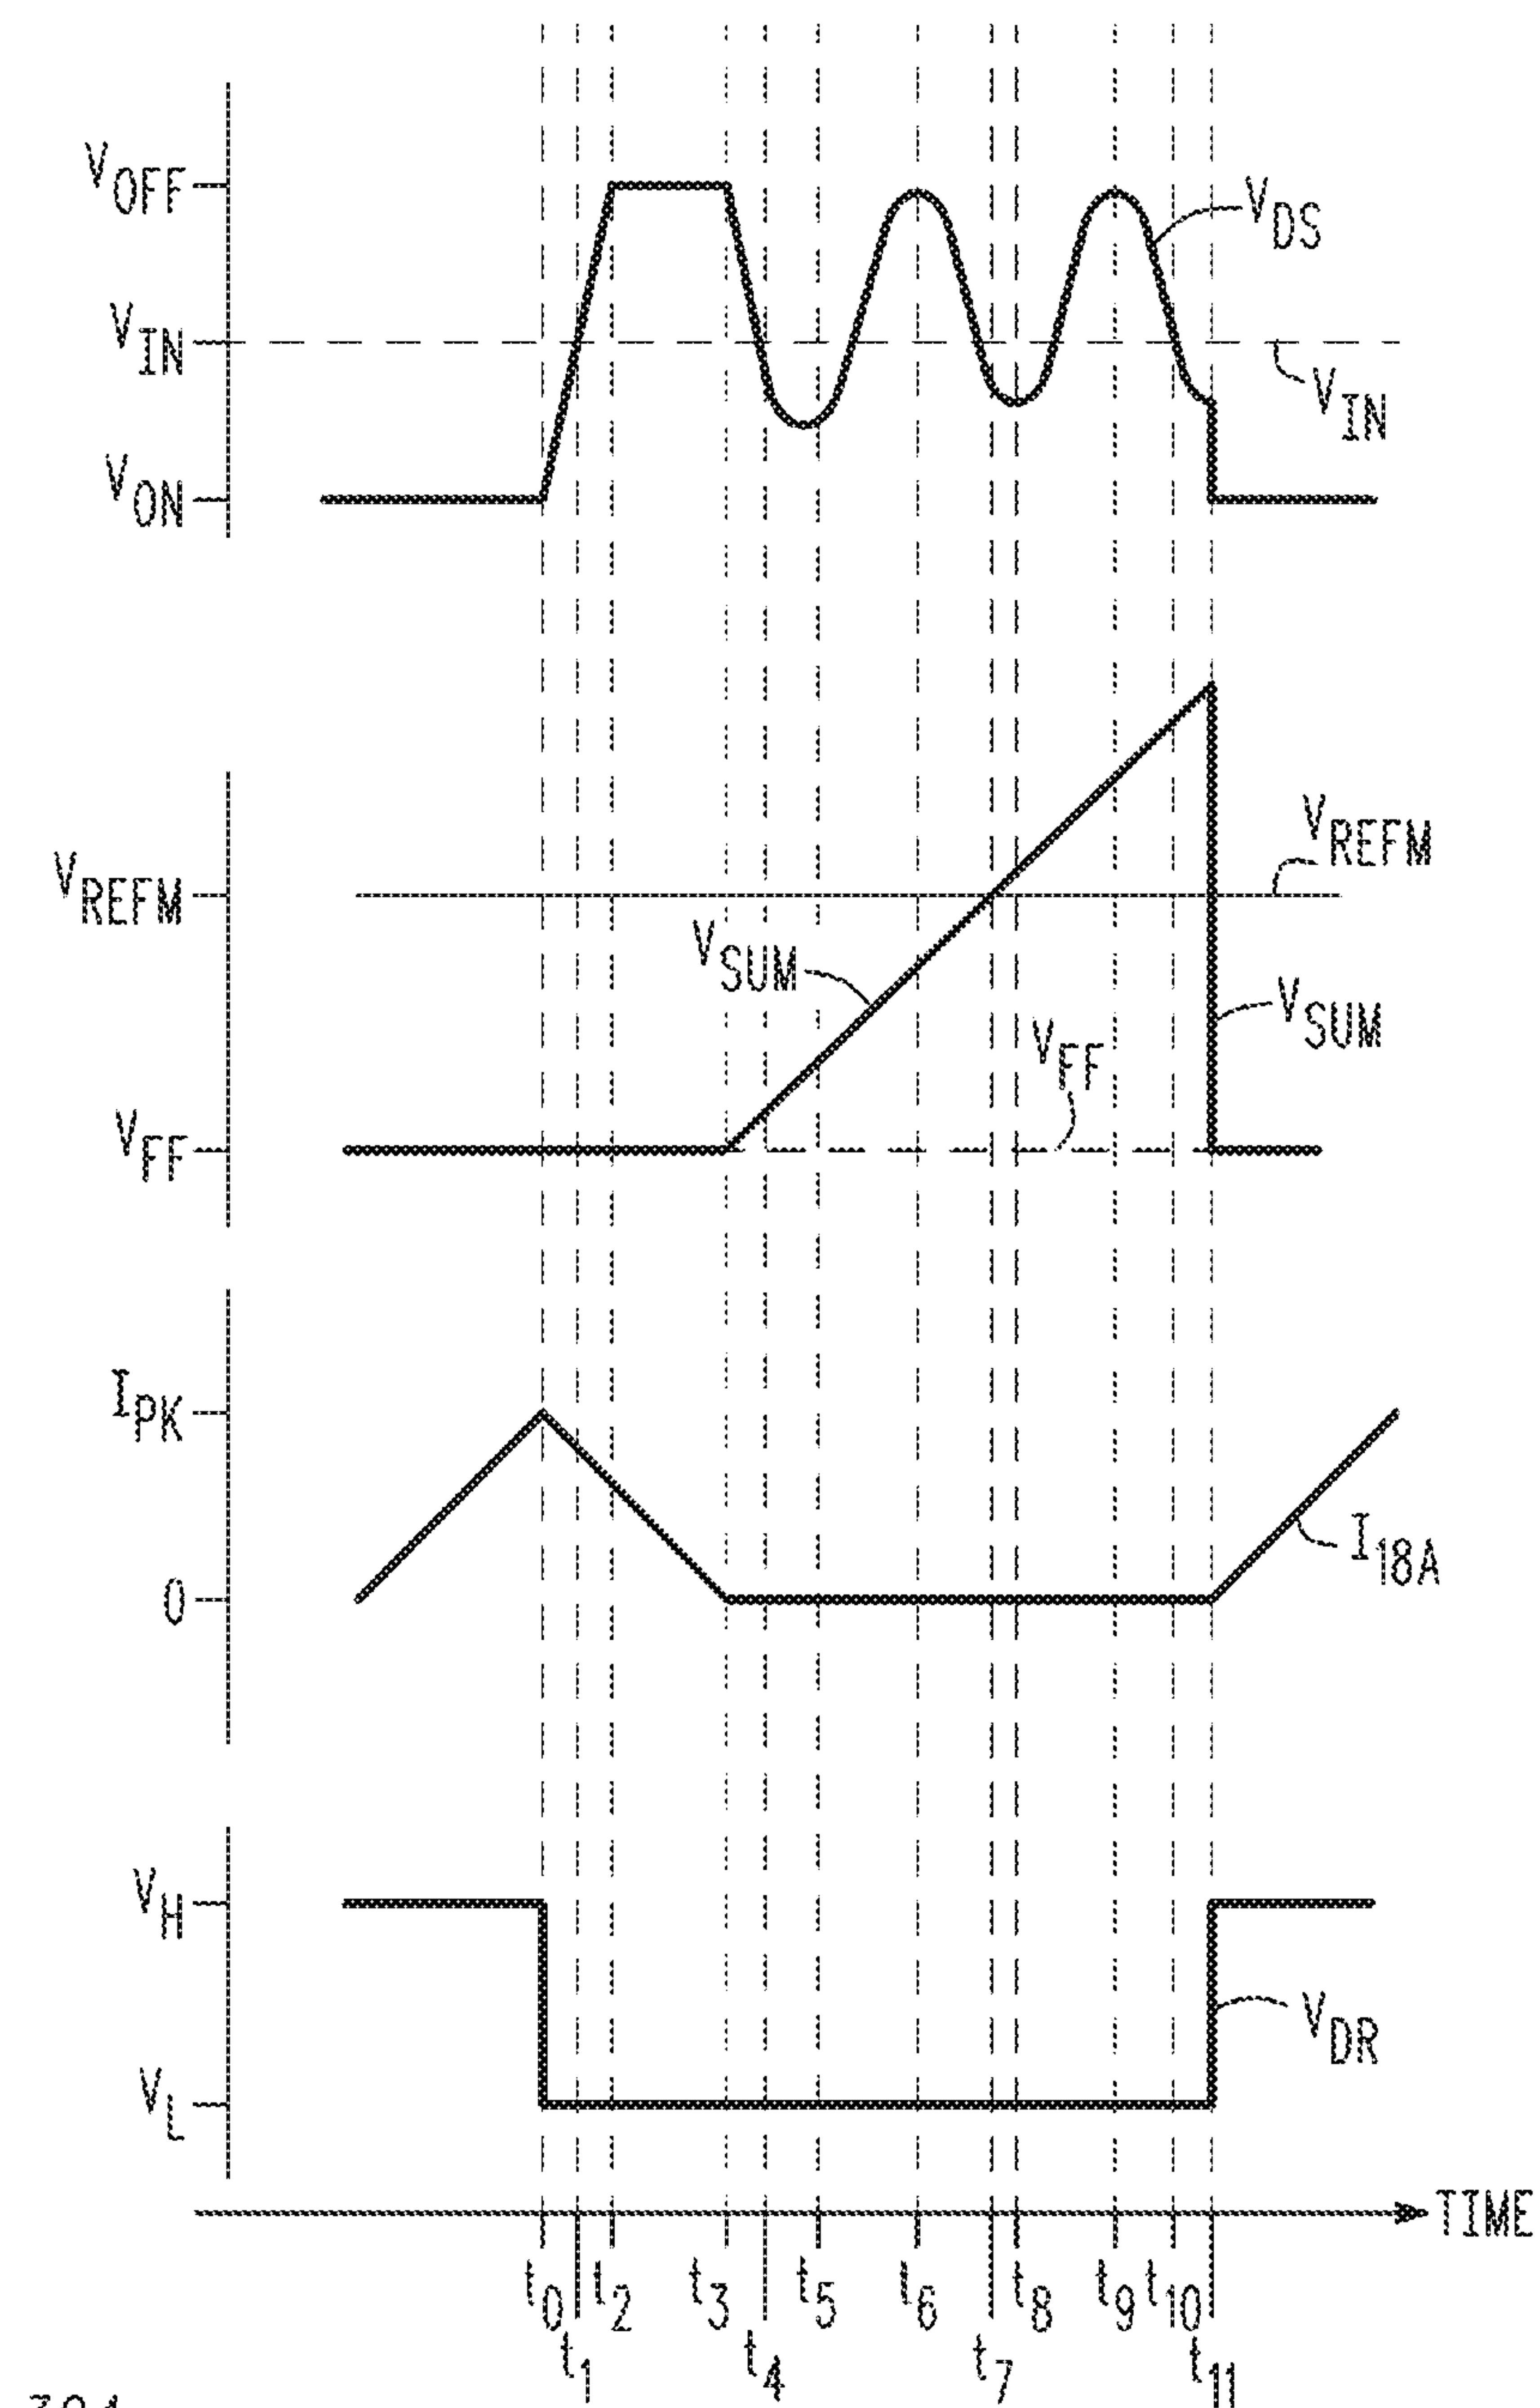 VOFF
VDS
VIN
VIN
VON
VREFM
VREFM
VSUM
VSUM
VFF
VFF
IPK
I18A
0
VH
VDR
VL
TIME
t0 t2 t3 t5 t6 t8 t9 t10
t1 t4 t7 t11